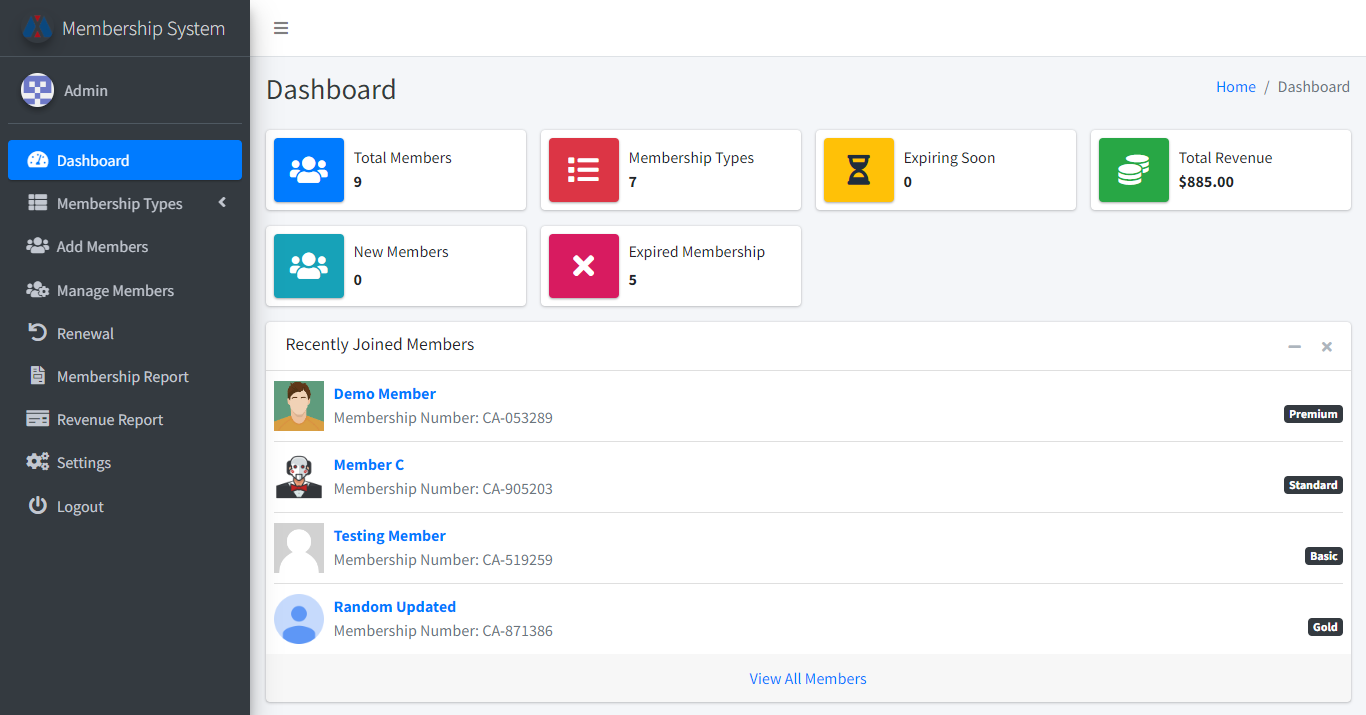 Membership System
Admin
Dashboard
Membership Types
Add Members
Manage Members
Renewal
Membership Report
Revenue Report
Settings
Logout
Dashboard
Home / Dashboard
Total Members
9
Membership Types
7
Expiring Soon
0
Total Revenue
$885.00
New Members
0
Expired Membership
5
Recently Joined Members
Demo Member
Membership Number: CA-053289
Premium
Member C
Membership Number: CA-905203
Standard
Testing Member
Membership Number: CA-519259
Basic
Random Updated
Membership Number: CA-871386
Gold
View All Members